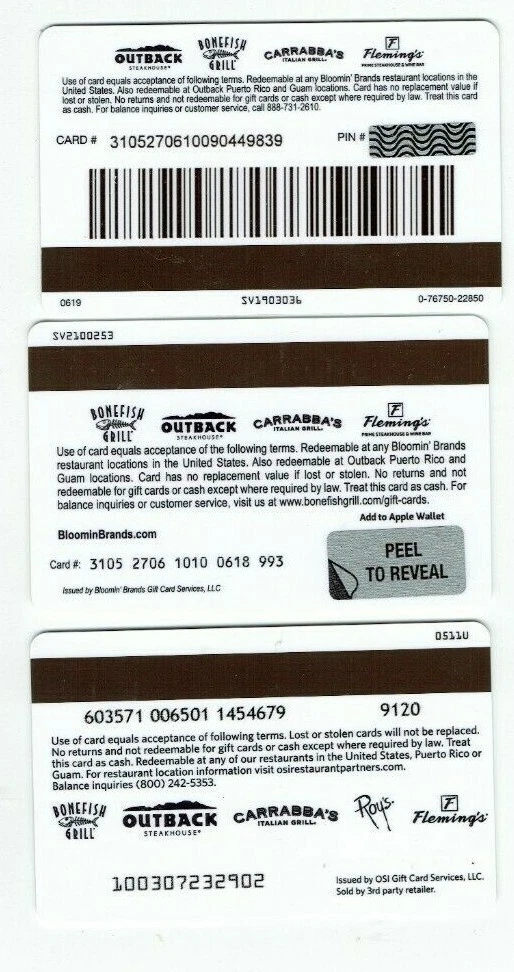 OUTBACK
STEAKHOUSE®
BONEFISH
GRILL
CARRABBA'S
ITALIAN GRILL®
F
Fleming's
PRIME STEAKHOUSE & WINE BAR
Use of card equals acceptance of following terms. Redeemable at any Bloomin' Brands restaurant locations in the
United States. Also redeemable at Outback Puerto Rico and Guam locations. Card has no replacement value if
lost or stolen. No returns and not redeemable for gift cards or cash except where required by law. Treat this card
as cash. For balance inquiries or customer service, call 888-731-2610.
CARD # 3105270610090449839 PIN #
0619 SV1903036 0-76750-22850
SV2100253
BONEFISH
GRILL
OUTBACK
STEAKHOUSE®
CARRABBA'S
ITALIAN GRILL.
F
Fleming's
PRIME STEAKHOUSE & WINE BAR
Use of card equals acceptance of the following terms. Redeemable at any Bloomin' Brands
restaurant locations in the United States. Also redeemable at Outback Puerto Rico and
Guam locations. Card has no replacement value if lost or stolen. No returns and not
redeemable for gift cards or cash except where required by law. Treat this card as cash. For
balance inquiries or customer service, visit us at www.bonefishgrill.com/gift-cards.
Add to Apple Wallet
BloominBrands.com
PEEL
TO REVEAL
Card #: 3105 2706 1010 0618 993
Issued by Bloomin' Brands Gift Card Services, LLC
0511U
603571 006501 1454679 9120
Use of card equals acceptance of following terms. Lost or stolen cards will not be replaced.
No returns and not redeemable for gift cards or cash except where required by law. Treat
this card as cash. Redeemable at any of our restaurants in the United States, Puerto Rico or
Guam. For restaurant location information visit osirestaurantpartners.com.
Balance inquiries (800) 242-5353.
BONEFISH
GRILL
OUTBACK
STEAKHOUSE®
CARRABBA'S
ITALIAN GRILL.
Roy's.
F
Fleming's
100307232902
Issued by OSI Gift Card Services, LLC.
Sold by 3rd party retailer.